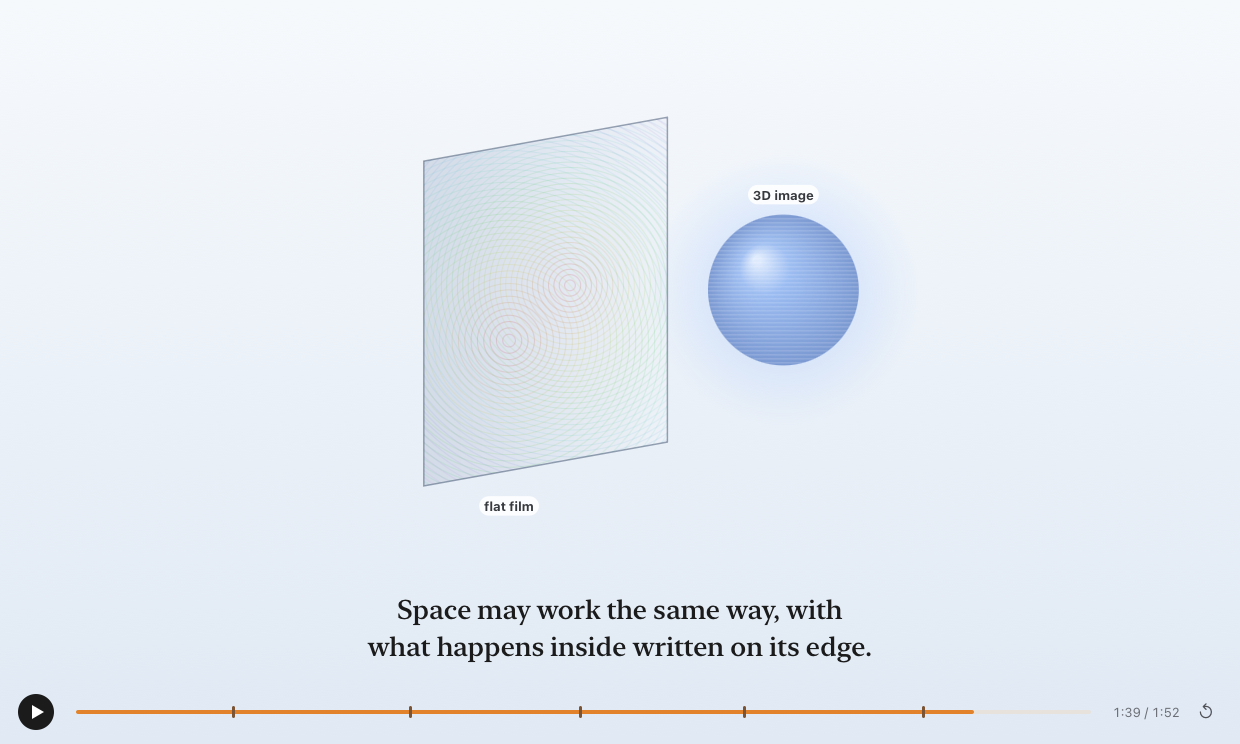 3D image
flat film
Space may work the same way, with
what happens inside written on its edge.
1:39 / 1:52